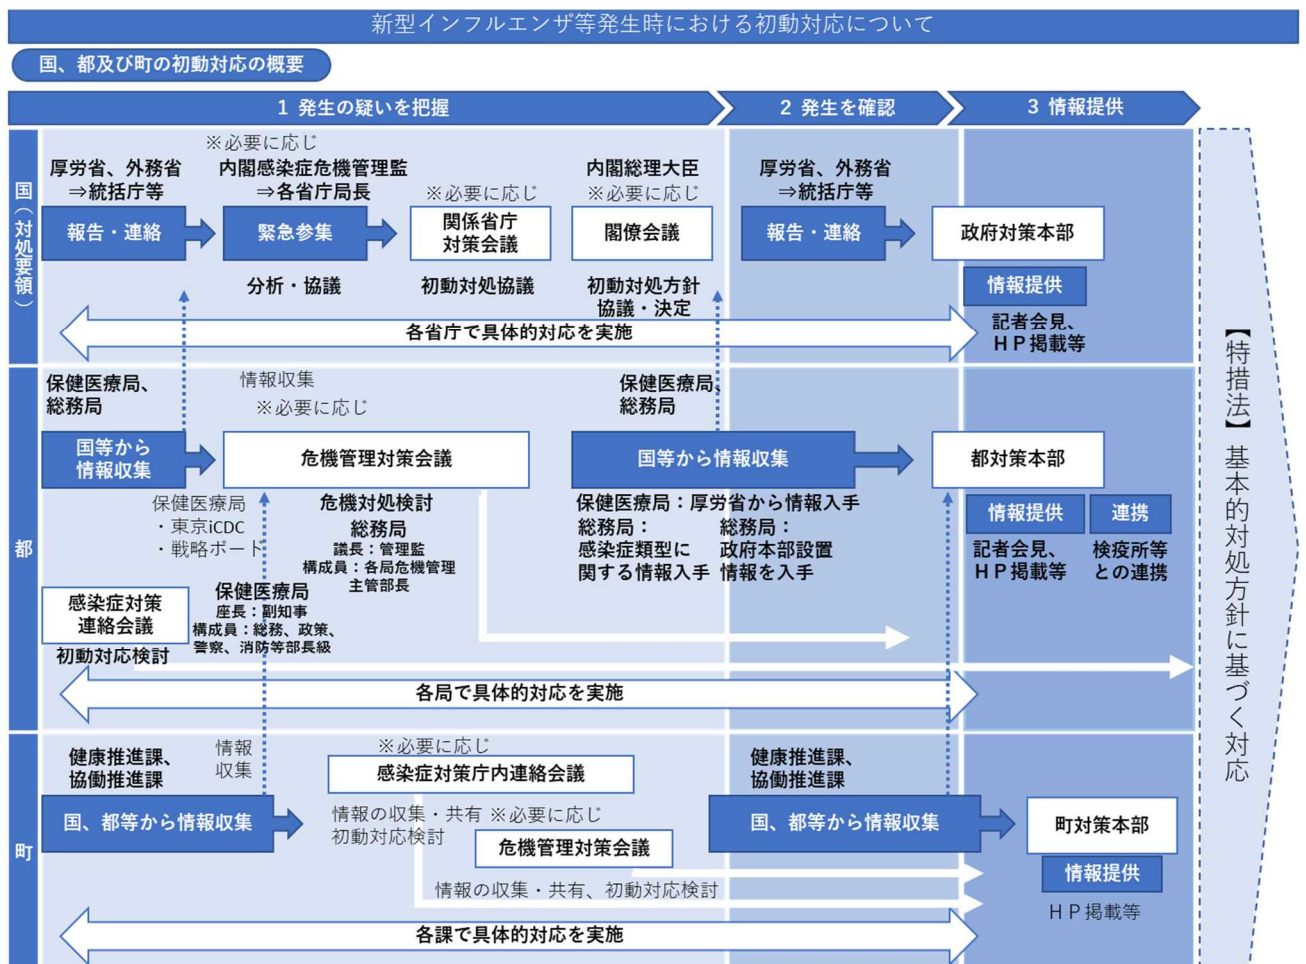 新型インフルエンザ等発生時における初動対応について
国、都及び町の初動対応の概要
1 発生の疑いを把握
2 発生を確認
3 情報提供
国（対処要領）
※必要に応じ
厚労省、外務省
⇒統括庁等
報告・連絡
内閣感染症危機管理監
⇒各省庁局長
緊急参集
分析・協議
※必要に応じ
関係省庁
対策会議
初動対処協議
内閣総理大臣
※必要に応じ
閣僚会議
初動対処方針
協議・決定
厚労省、外務省
⇒統括庁等
報告・連絡
政府対策本部
情報提供
記者会見、
ＨＰ掲載等
各省庁で具体的対応を実施
都
保健医療局、
総務局
国等から
情報収集
情報収集
※必要に応じ
危機管理対策会議
保健医療局
・東京iCDC
・戦略ボード
危機対処検討
総務局
議長：管理監
構成員：各局危機管理
主管部長
感染症対策
連絡会議
初動対応検討
保健医療局
座長：副知事
構成員：総務、政策、
警察、消防等部長級
保健医療局、
総務局
国等から情報収集
保健医療局：厚労省から情報入手
総務局：
感染症類型に
関する情報入手
総務局：
政府本部設置
情報を入手
都対策本部
情報提供
連携
記者会見、
ＨＰ掲載等
検疫所等
との連携
各局で具体的対応を実施
町
健康推進課、
協働推進課
情報
収集
国、都等から情報収集
※必要に応じ
感染症対策庁内連絡会議
情報の収集・共有
初動対応検討
※必要に応じ
危機管理対策会議
情報の収集・共有、初動対応検討
健康推進課、
協働推進課
国、都等から情報収集
町対策本部
情報提供
ＨＰ掲載等
各課で具体的対応を実施
【特措法】基本的対処方針に基づく対応